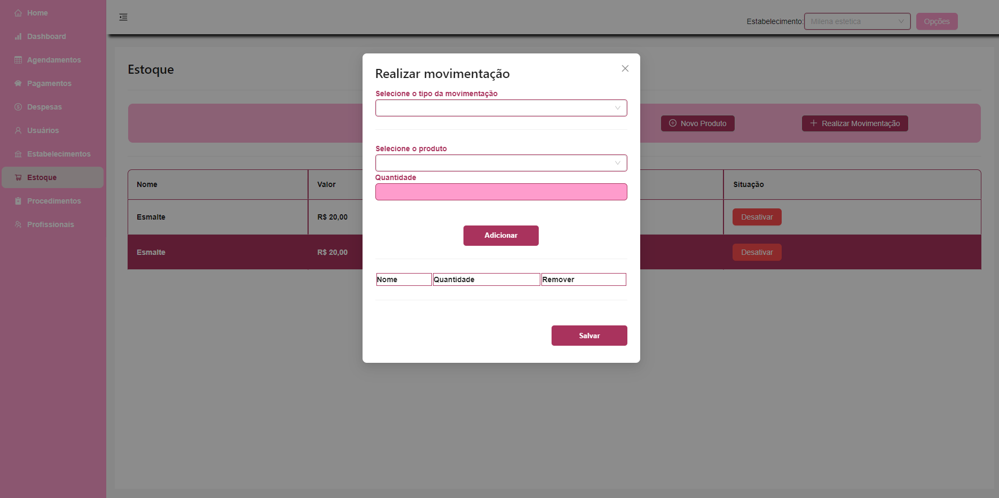 Home
Dashboard
Agendamentos
Pagamentos
Despesas
Usuários
Estabelecimentos
Estoque
Procedimentos
Profissionais
Estabelecimento: Milena estetica Opções
Estoque
Novo Produto Realizar Movimentação
Nome Valor Situação
Esmalte R$ 20,00 Desativar
Esmalte R$ 20,00 Desativar
Realizar movimentação
Selecione o tipo da movimentação
Selecione o produto
Quantidade
Adicionar
Nome Quantidade Remover
Salvar